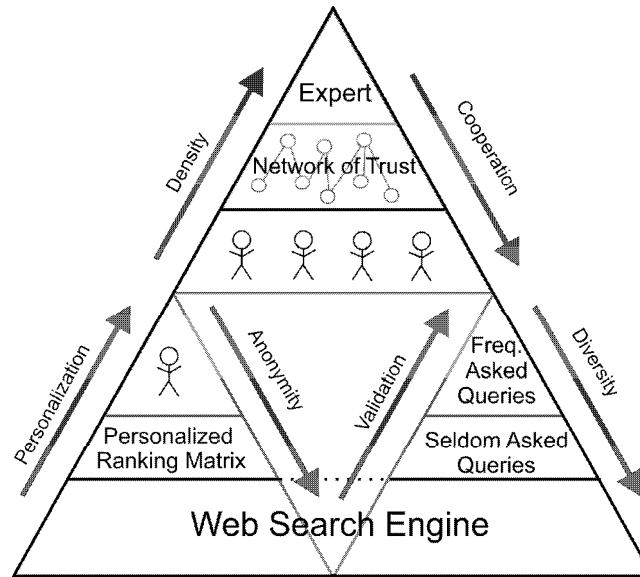 Expert
Network of Trust
Density
Cooperation
Personalization
Anonymity
Validation
Diversity
Freq.
Asked
Queries
Personalized
Ranking Matrix
Seldom Asked
Queries
Web Search Engine